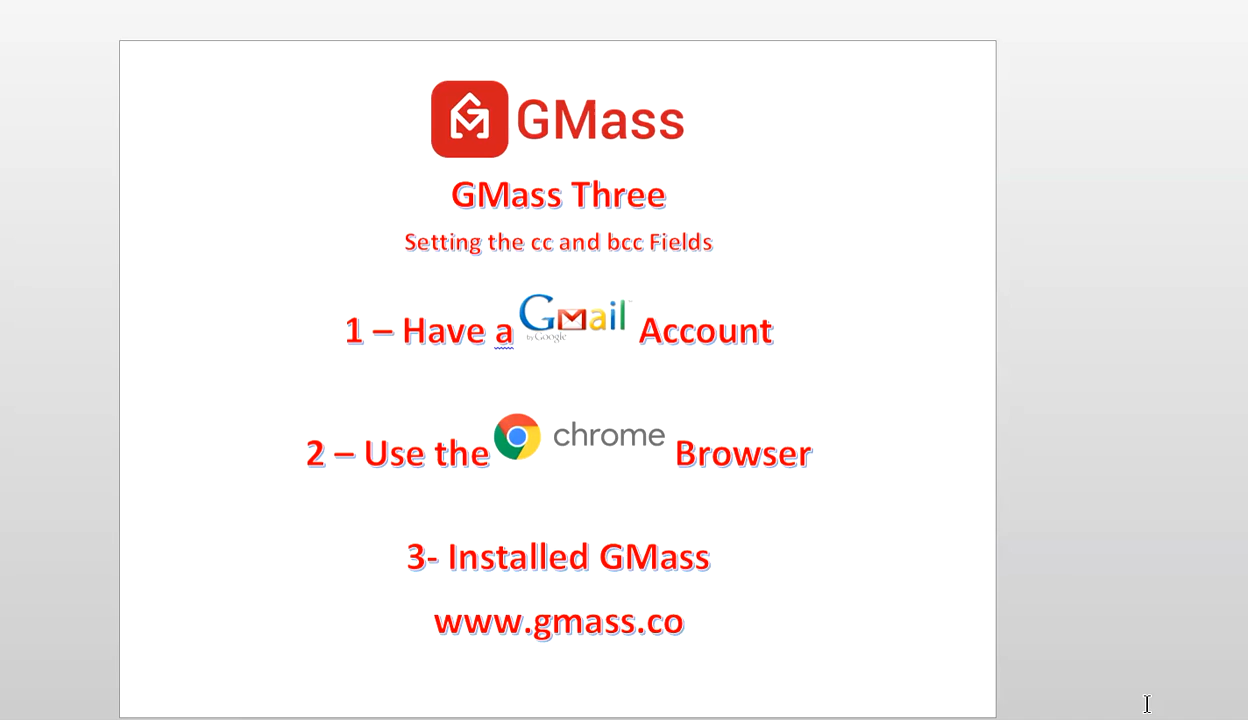 GMass
GMass Three
Setting the cc and bcc Fields
1 – Have a Gmail Account
by Google
2 – Use the chrome Browser
3- Installed GMass
www.gmass.co